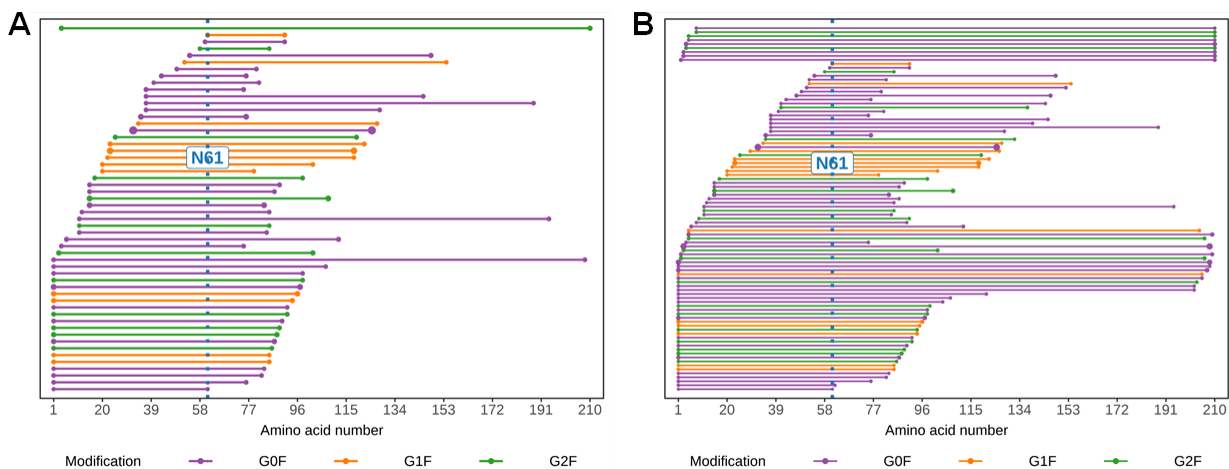 A
B
N61
N61
1 20 39 58 77 96 115 134 153 172 191 210
1 20 39 58 77 96 115 134 153 172 191 210
Amino acid number
Amino acid number
Modification G0F G1F G2F
Modification G0F G1F G2F